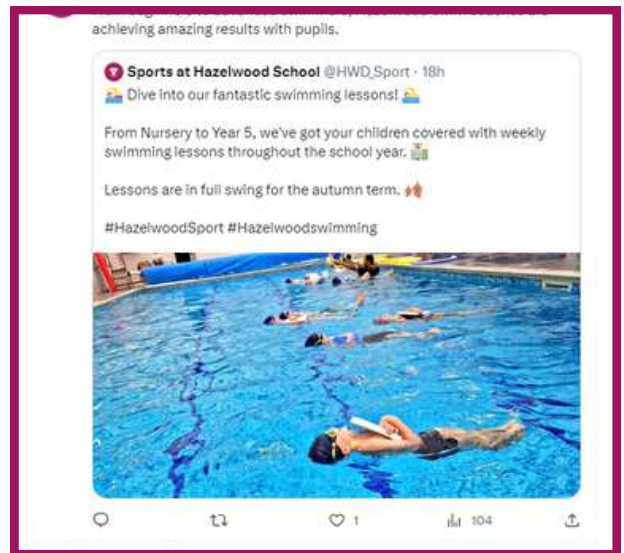 achieving amazing results with pupils.
Sports at Hazelwood School @HWD_Sport · 18h
Dive into our fantastic swimming lessons!
From Nursery to Year 5, we've got your children covered with weekly
swimming lessons throughout the school year.
Lessons are in full swing for the autumn term.
#HazelwoodSport #Hazelwoodswimming
1 104